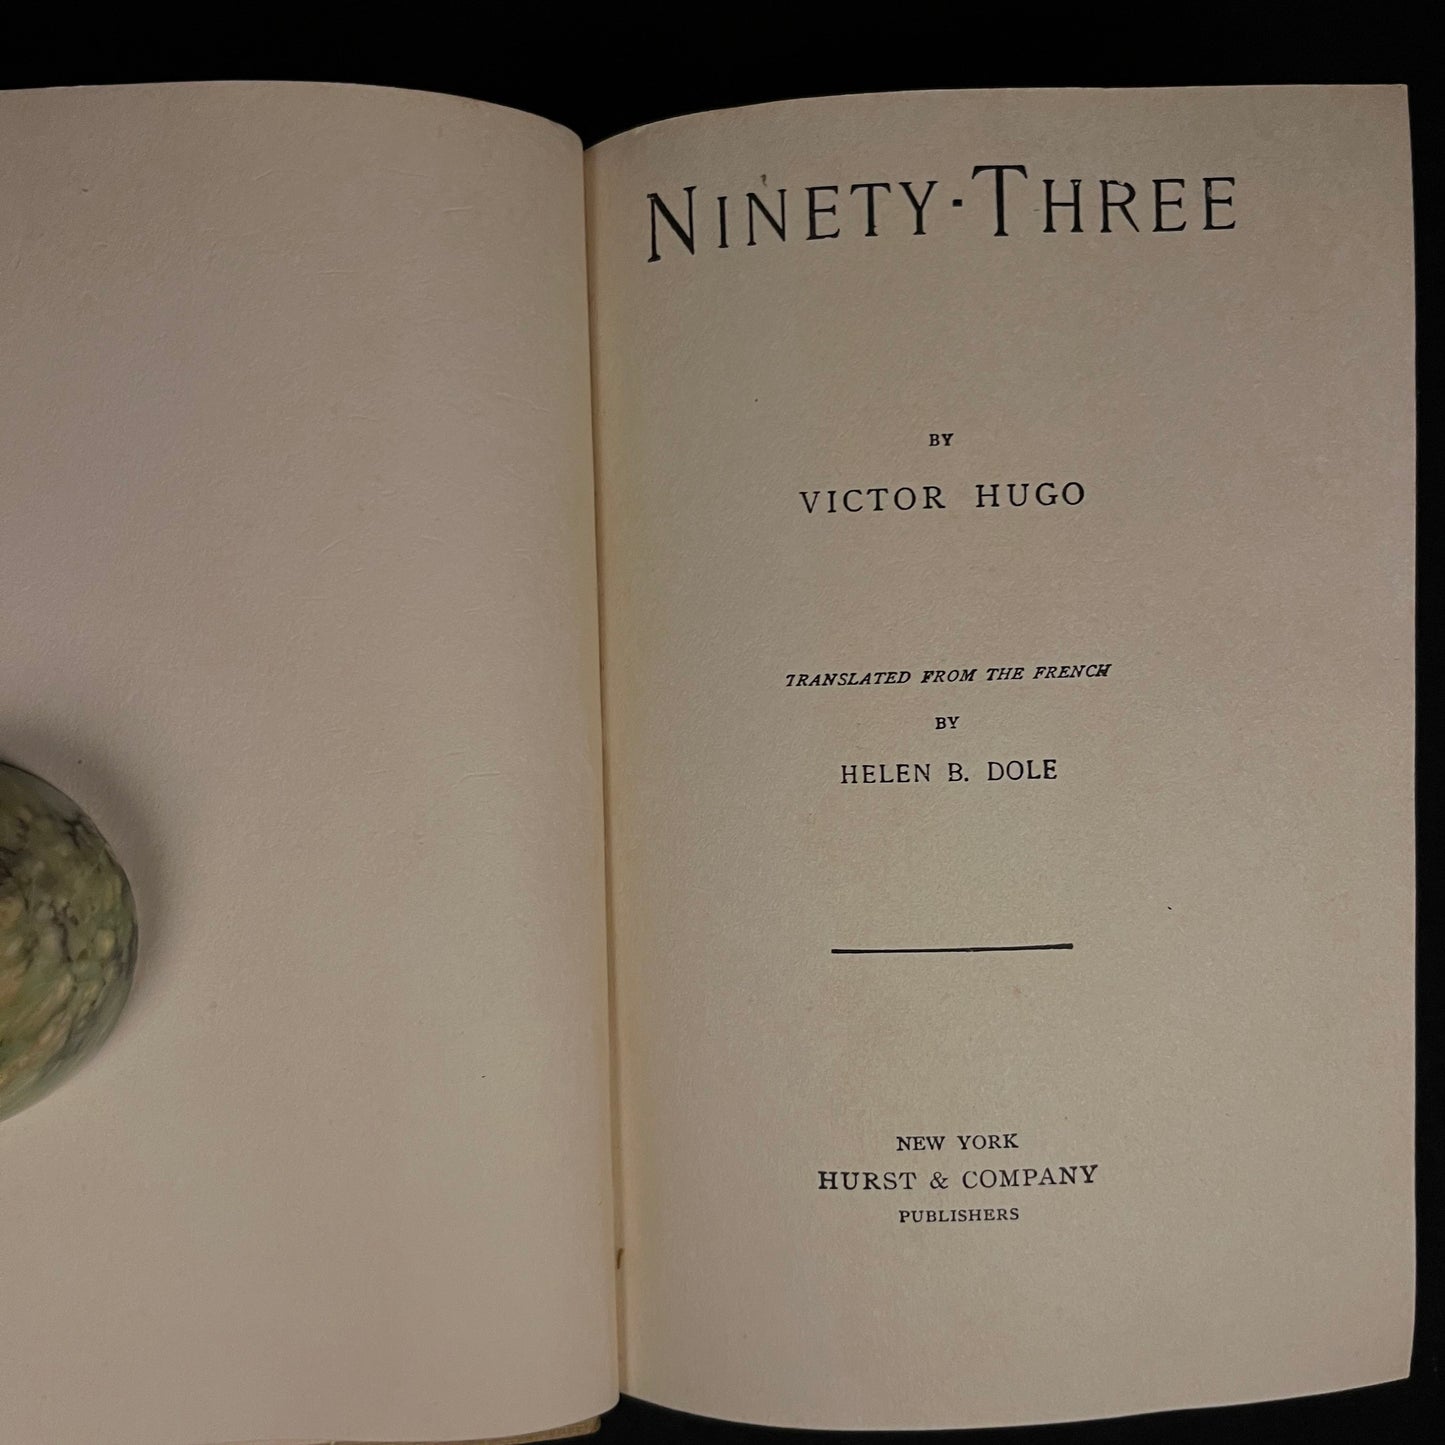 NINETY-THREE
BY
VICTOR HUGO
TRANSLATED FROM THE FRENCH
BY
HELEN B. DOLE
NEW YORK
HURST & COMPANY
PUBLISHERS